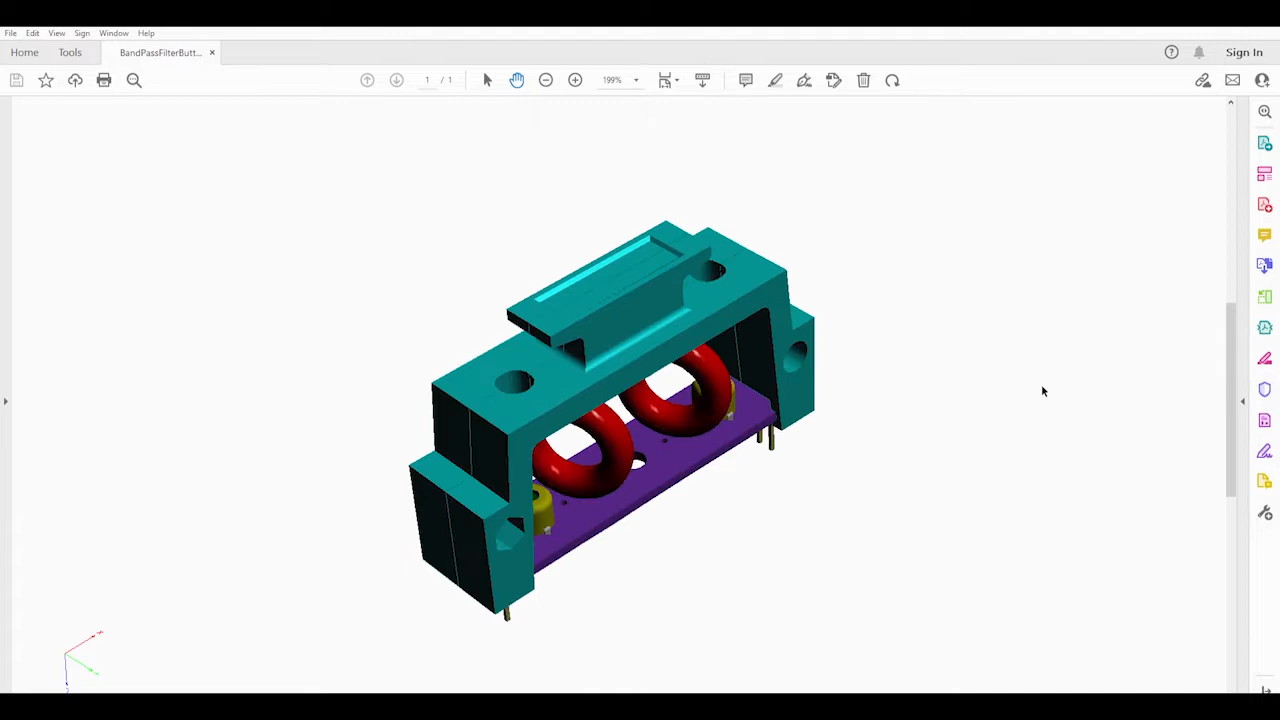 File Edit View Sign Window Help
Home Tools BandPassFilterButt... × Sign In
1 / 1 199%